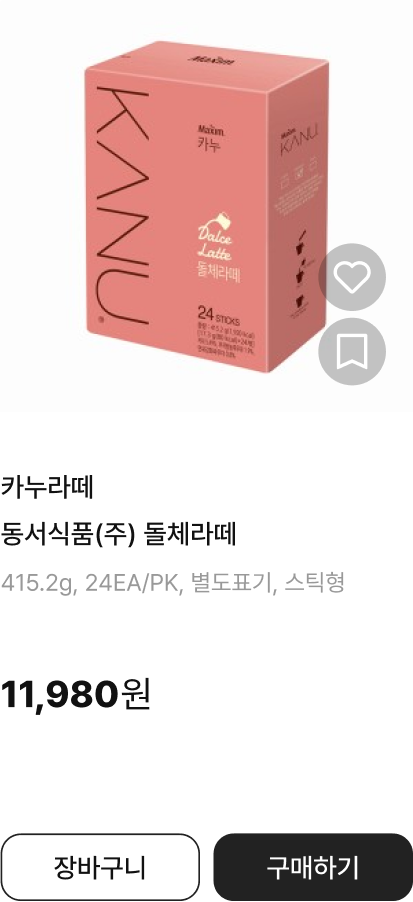 Maxim
KANU
Maxim
카누
Maxim
KANU
Dalce
Latte
돌체라떼
24 STICKS
카누라떼
동서식품(주) 돌체라떼
415.2g, 24EA/PK, 별도표기, 스틱형
11,980원
장바구니
구매하기